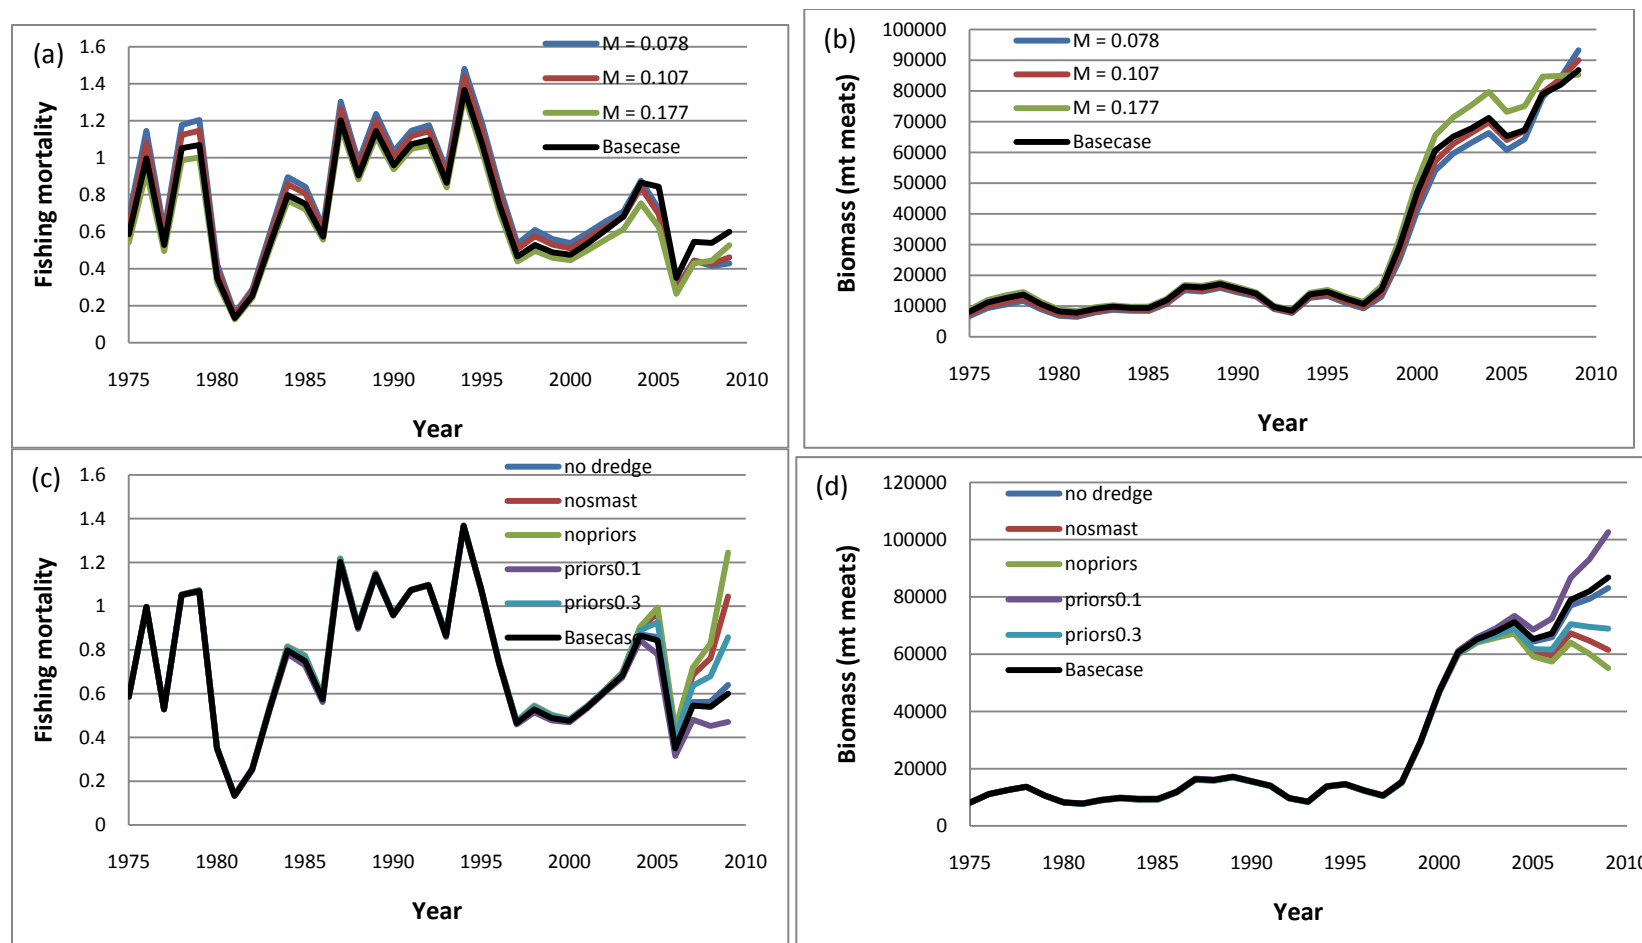 (a)
Fishing mortality
1.6
1.4
1.2
1
0.8
0.6
0.4
0.2
0
M = 0.078
M = 0.107
M = 0.177
Basecase
1975 1980 1985 1990 1995 2000 2005 2010
Year
(b)
Biomass (mt meats)
100000
90000
80000
70000
60000
50000
40000
30000
20000
10000
0
M = 0.078
M = 0.107
M = 0.177
Basecase
1975 1980 1985 1990 1995 2000 2005 2010
Year
(c)
Fishing mortality
1.6
1.4
1.2
1
0.8
0.6
0.4
0.2
0
no dredge
nosmast
nopriors
priors0.1
priors0.3
Basecase
1975 1980 1985 1990 1995 2000 2005 2010
Year
(d)
Biomass (mt meats)
120000
100000
80000
60000
40000
20000
0
no dredge
nosmast
nopriors
priors0.1
priors0.3
Basecase
1975 1980 1985 1990 1995 2000 2005 2010
Year